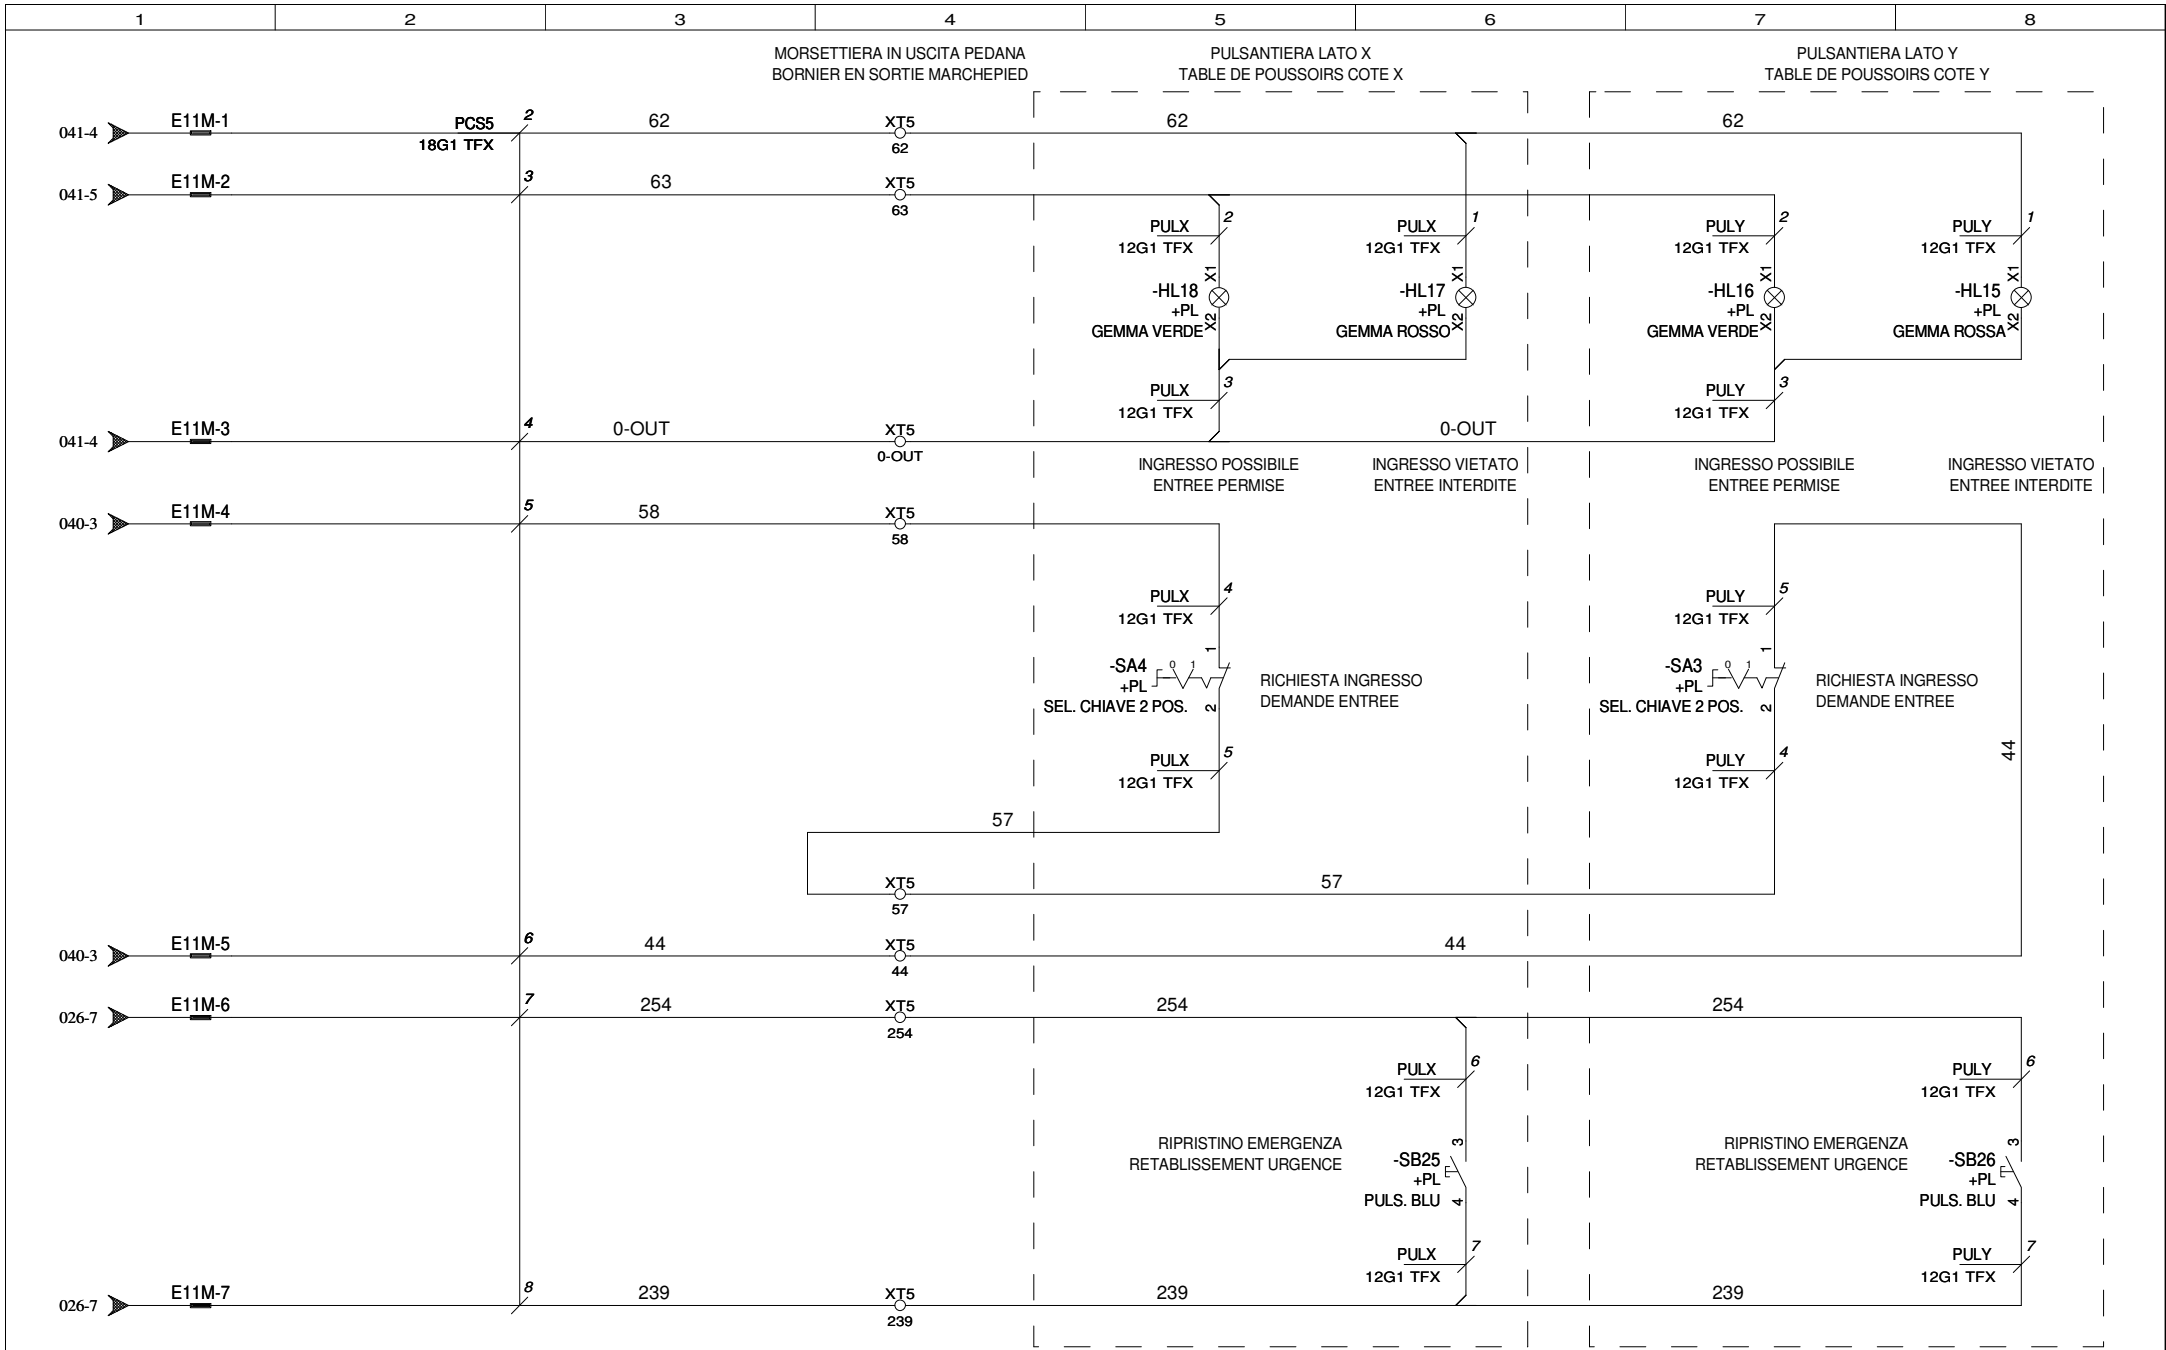 1 2 3 4 5 6 7 8
MORSETTIERA IN USCITA PEDANA
BORNIER EN SORTIE MARCHEPIED
PULSANTIERA LATO X
TABLE DE POUSSOIRS COTE X
PULSANTIERA LATO Y
TABLE DE POUSSOIRS COTE Y
041-4 E11M-1 PCS5 2 62 XT5 62 62
18G1 TFX 62
041-5 E11M-2 3 63 XT5
63
PULX 2 PULX 1 PULY 2 PULY 1
12G1 TFX 12G1 TFX 12G1 TFX 12G1 TFX
X1 X1 X1 X1
-HL18 -HL17 -HL16 -HL15
+PL +PL +PL +PL
X2 X2 X2 X2
GEMMA VERDE GEMMA ROSSO GEMMA VERDE GEMMA ROSSA
PULX 3 PULY 3
12G1 TFX 12G1 TFX
041-4 E11M-3 4 0-OUT XT5 0-OUT
0-OUT
INGRESSO POSSIBILE INGRESSO VIETATO INGRESSO POSSIBILE INGRESSO VIETATO
ENTREE PERMISE ENTREE INTERDITE ENTREE PERMISE ENTREE INTERDITE
040-3 E11M-4 5 58 XT5
58
PULX 4 PULY 5
12G1 TFX 12G1 TFX
1 1
-SA4 0 1 -SA3 0 1
+PL RICHIESTA INGRESSO +PL RICHIESTA INGRESSO
SEL. CHIAVE 2 POS. 2 DEMANDE ENTREE SEL. CHIAVE 2 POS. 2 DEMANDE ENTREE
44
PULX 5 PULY 4
12G1 TFX 12G1 TFX
57
XT5 57
57
040-3 E11M-5 6 44 XT5 44
44
026-7 E11M-6 7 254 XT5 254 254
254
PULX 6 PULY 6
12G1 TFX 12G1 TFX
RIPRISTINO EMERGENZA 3 RIPRISTINO EMERGENZA 3
RETABLISSEMENT URGENCE -SB25 RETABLISSEMENT URGENCE -SB26
+PL +PL
PULS. BLU 4 PULS. BLU 4
PULX 7 PULY 7
12G1 TFX 12G1 TFX
026-7 E11M-7 8 239 XT5 239 239
239